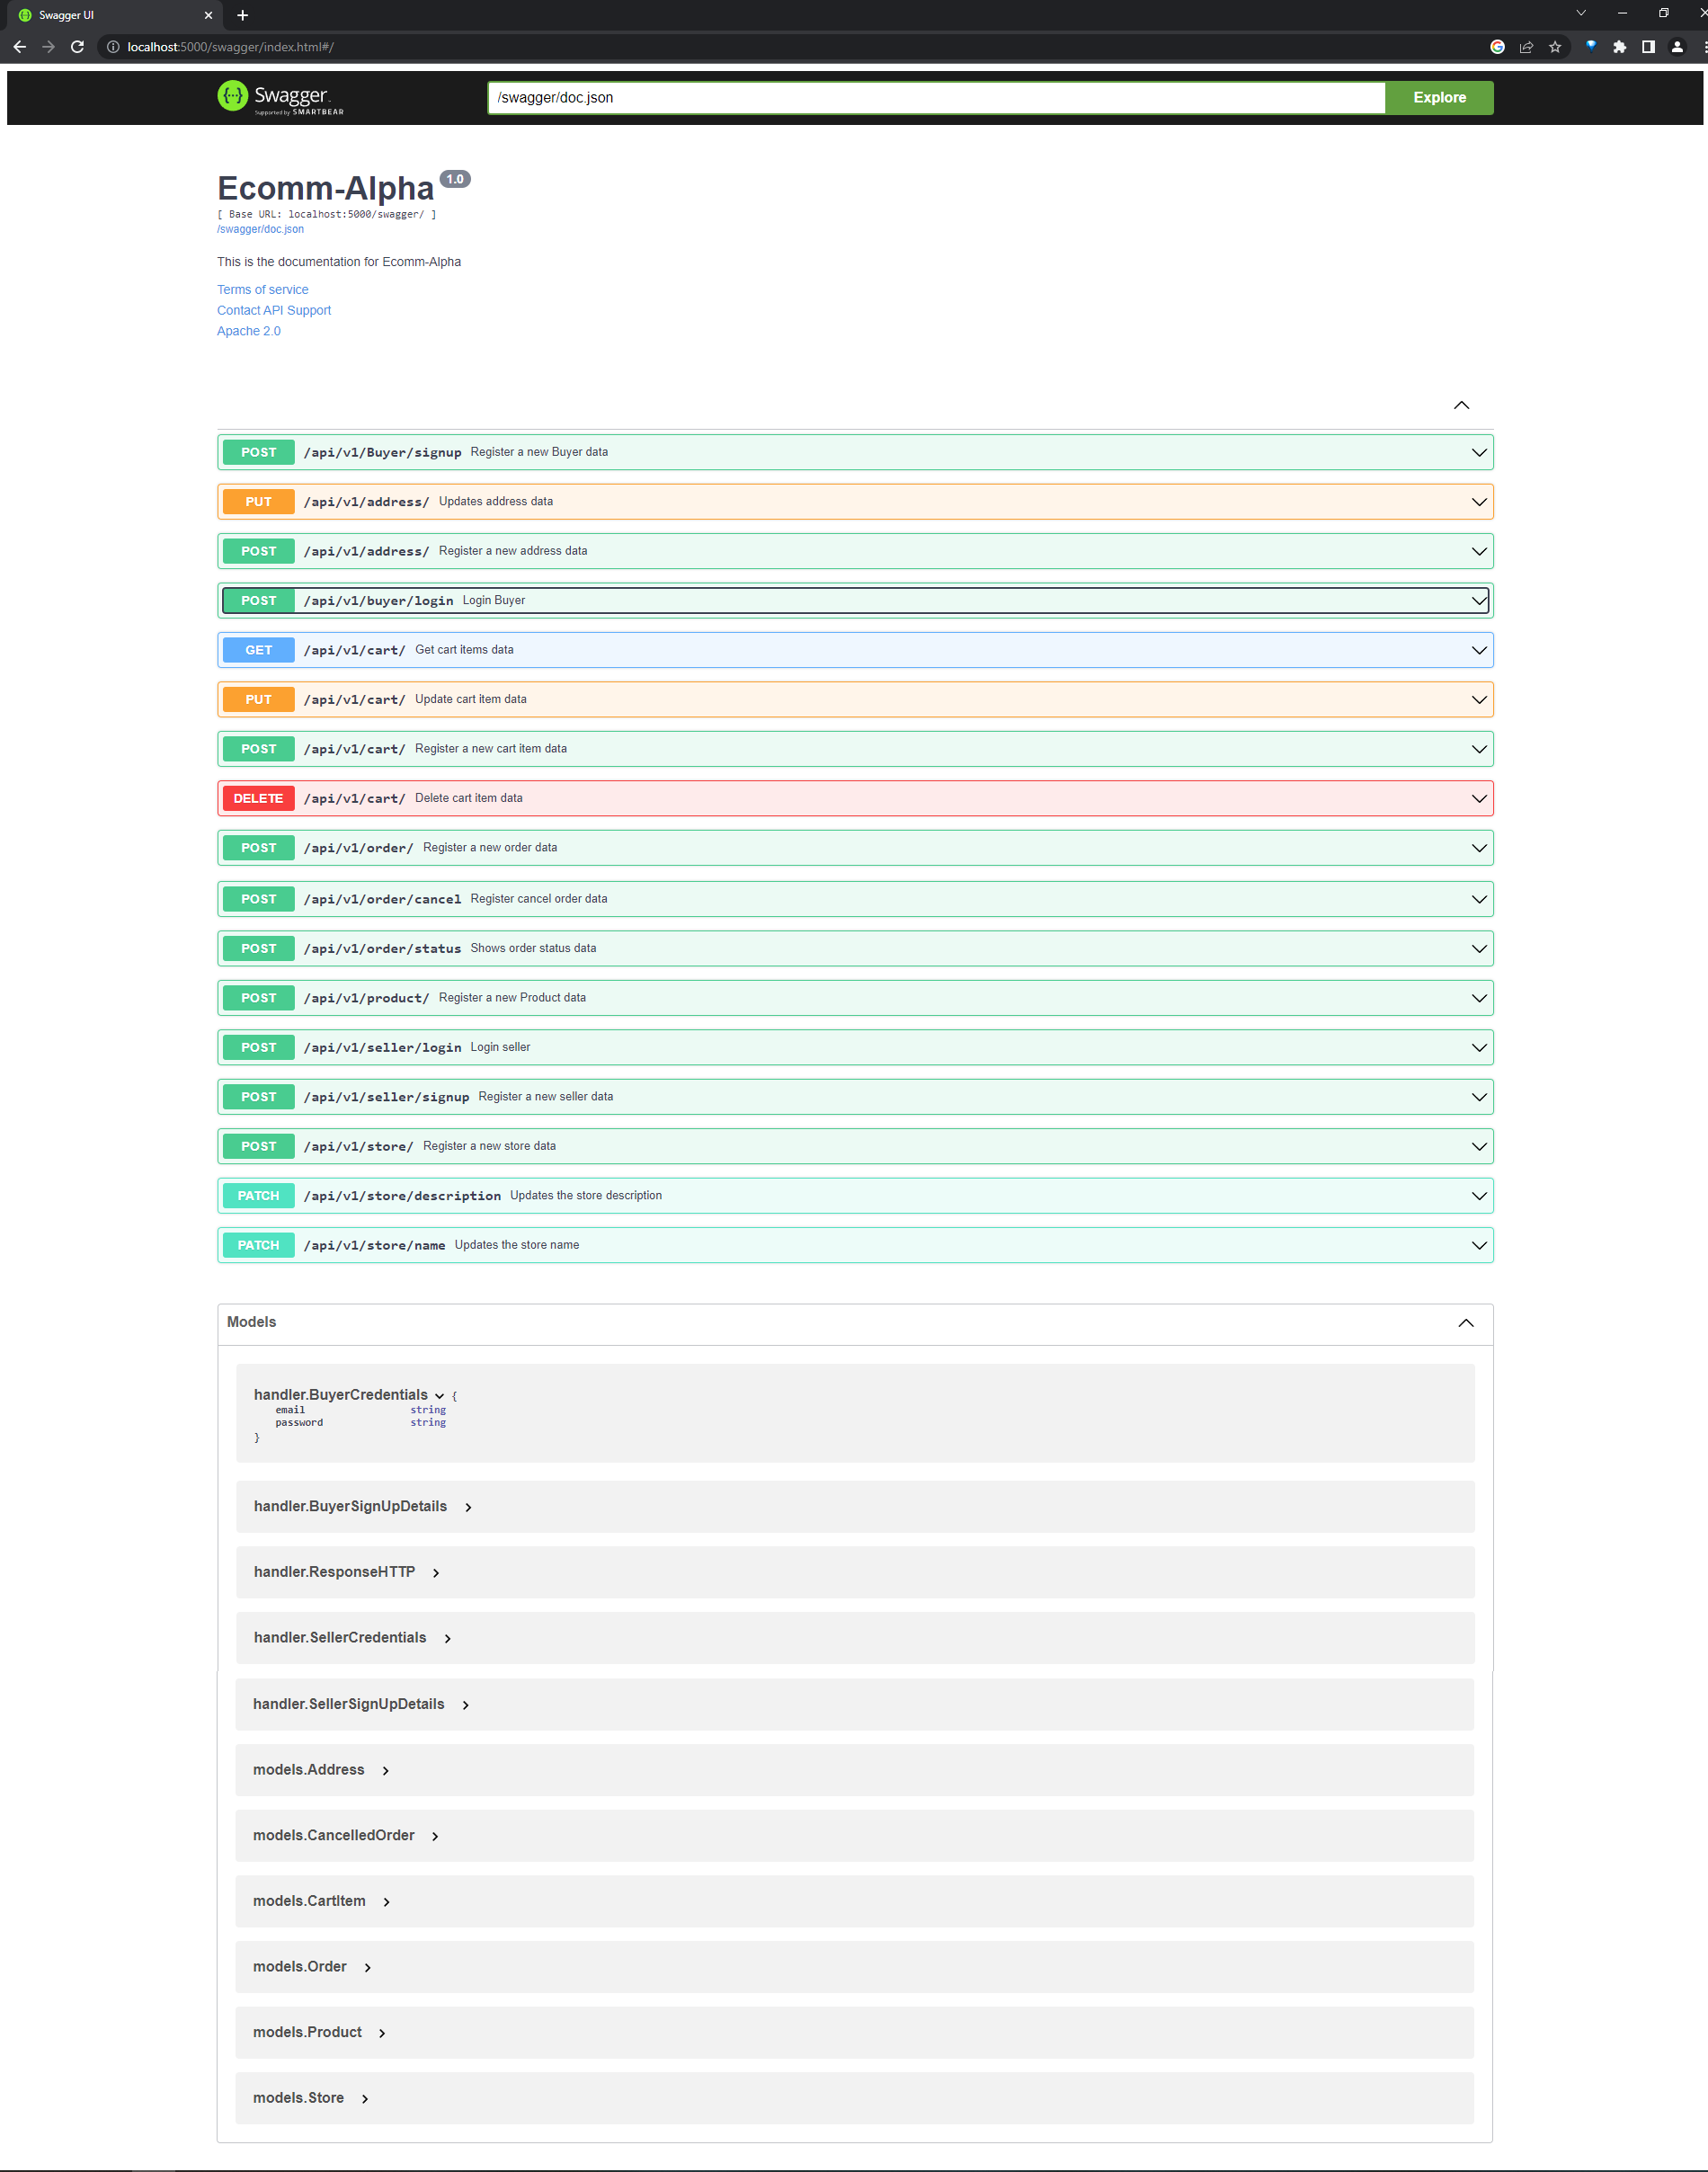 Swagger UI
localhost:5000/swagger/index.html#/
Swagger.
Supported by SMARTBEAR
/swagger/doc.json
Explore
Ecomm-Alpha 1.0
[ Base URL: localhost:5000/swagger/ ]
/swagger/doc.json
This is the documentation for Ecomm-Alpha
Terms of service
Contact API Support
Apache 2.0
POST /api/v1/Buyer/signup Register a new Buyer data
PUT /api/v1/address/ Updates address data
POST /api/v1/address/ Register a new address data
POST /api/v1/buyer/login Login Buyer
GET /api/v1/cart/ Get cart items data
PUT /api/v1/cart/ Update cart item data
POST /api/v1/cart/ Register a new cart item data
DELETE /api/v1/cart/ Delete cart item data
POST /api/v1/order/ Register a new order data
POST /api/v1/order/cancel Register cancel order data
POST /api/v1/order/status Shows order status data
POST /api/v1/product/ Register a new Product data
POST /api/v1/seller/login Login seller
POST /api/v1/seller/signup Register a new seller data
POST /api/v1/store/ Register a new store data
PATCH /api/v1/store/description Updates the store description
PATCH /api/v1/store/name Updates the store name
Models
handler.BuyerCredentials {
email string
password string
}
handler.BuyerSignUpDetails
handler.ResponseHTTP
handler.SellerCredentials
handler.SellerSignUpDetails
models.Address
models.CancelledOrder
models.CartItem
models.Order
models.Product
models.Store